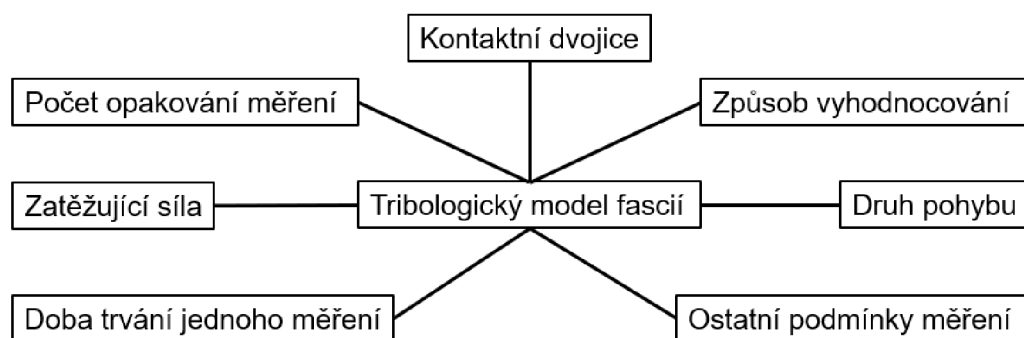 Kontaktní dvojice
Počet opakování měření
Způsob vyhodnocování
Zatěžující síla
Tribologický model fascií
Druh pohybu
Doba trvání jednoho měření
Ostatní podmínky měření